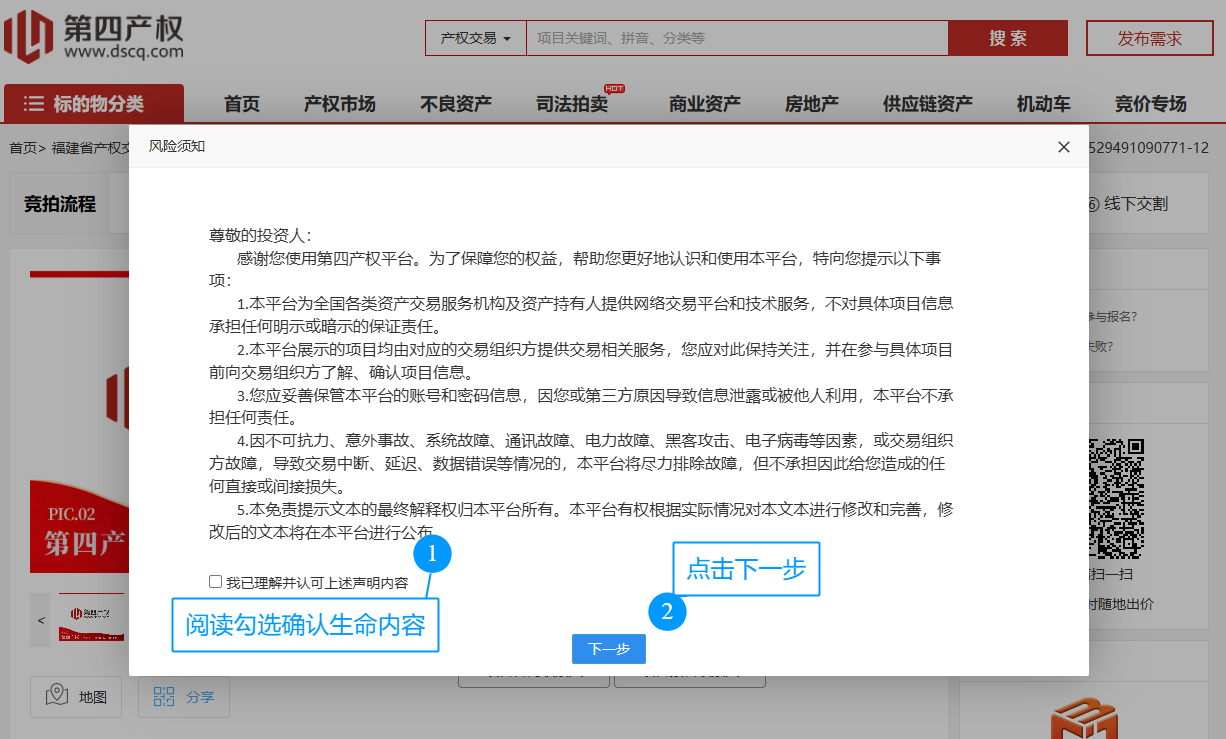 第四产权
www.dscq.com
产权交易
项目关键词、拼音、分类等
搜 索
发布需求
标的物分类
首页
产权市场
不良资产
司法拍卖
HOT
商业资产
房地产
供应链资产
机动车
竞价专场
首页> 福建省产权交
529491090771-12
竞拍流程
⑥ 线下交割
风险须知
尊敬的投资人：
感谢您使用第四产权平台。为了保障您的权益，帮助您更好地认识和使用本平台，特向您提示以下事
项：
1.本平台为全国各类资产交易服务机构及资产持有人提供网络交易平台和技术服务，不对具体项目信息
承担任何明示或暗示的保证责任。
2.本平台展示的项目均由对应的交易组织方提供交易相关服务，您应对此保持关注，并在参与具体项目
前向交易组织方了解、确认项目信息。
3.您应妥善保管本平台的账号和密码信息，因您或第三方原因导致信息泄露或被他人利用，本平台不承
担任何责任。
4.因不可抗力、意外事故、系统故障、通讯故障、电力故障、黑客攻击、电子病毒等因素，或交易组织
方故障，导致交易中断、延迟、数据错误等情况的，本平台将尽力排除故障，但不承担因此给您造成的任
何直接或间接损失。
5.本免责提示文本的最终解释权归本平台所有。本平台有权根据实际情况对本文本进行修改和完善，修
改后的文本将在本平台进行公布
1
我已理解并认可上述声明内容
阅读勾选确认生命内容
点击下一步
2
下一步
参与报名?
失败?
PIC.02
第四产
<
扫一扫
时随地出价
地图
分享